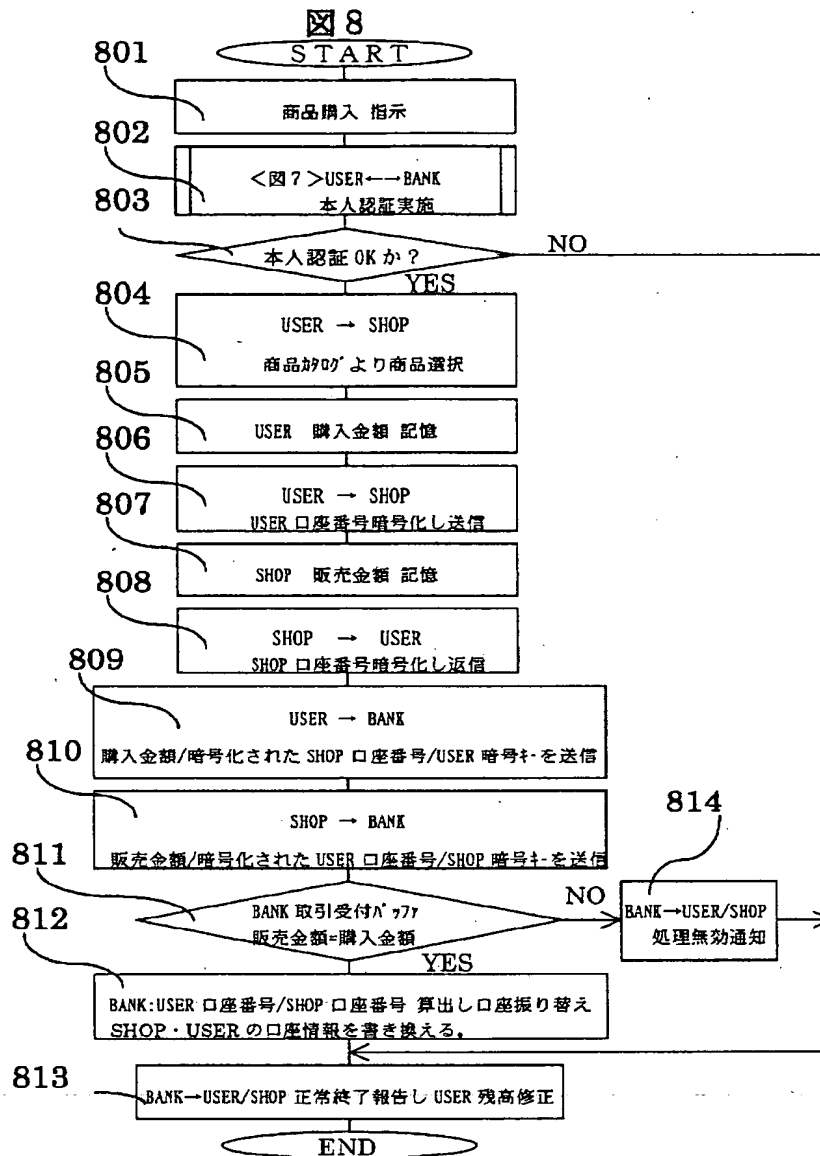 図 8
START
801
商品購入 指示
802
<図 7 >USER←→BANK
本人認証実施
803
本人認証 OK か？
NO
YES
804
USER → SHOP
商品ｶﾀﾛｸﾞより商品選択
805
USER 購入金額 記憶
806
USER → SHOP
USER 口座番号暗号化し送信
807
SHOP 販売金額 記憶
808
SHOP → USER
SHOP 口座番号暗号化し返信
809
USER → BANK
購入金額/暗号化された SHOP 口座番号/USER 暗号ｷｰを送信
810
SHOP → BANK
販売金額/暗号化された USER 口座番号/SHOP 暗号ｷｰを送信
811
BANK 取引受付ﾊﾞｯﾌｧ
販売金額=購入金額
NO
YES
814
BANK→USER/SHOP
処理無効通知
812
BANK:USER 口座番号/SHOP 口座番号 算出し口座振り替え
SHOP・USER の口座情報を書き換える。
813
BANK→USER/SHOP 正常終了報告し USER 残高修正
END